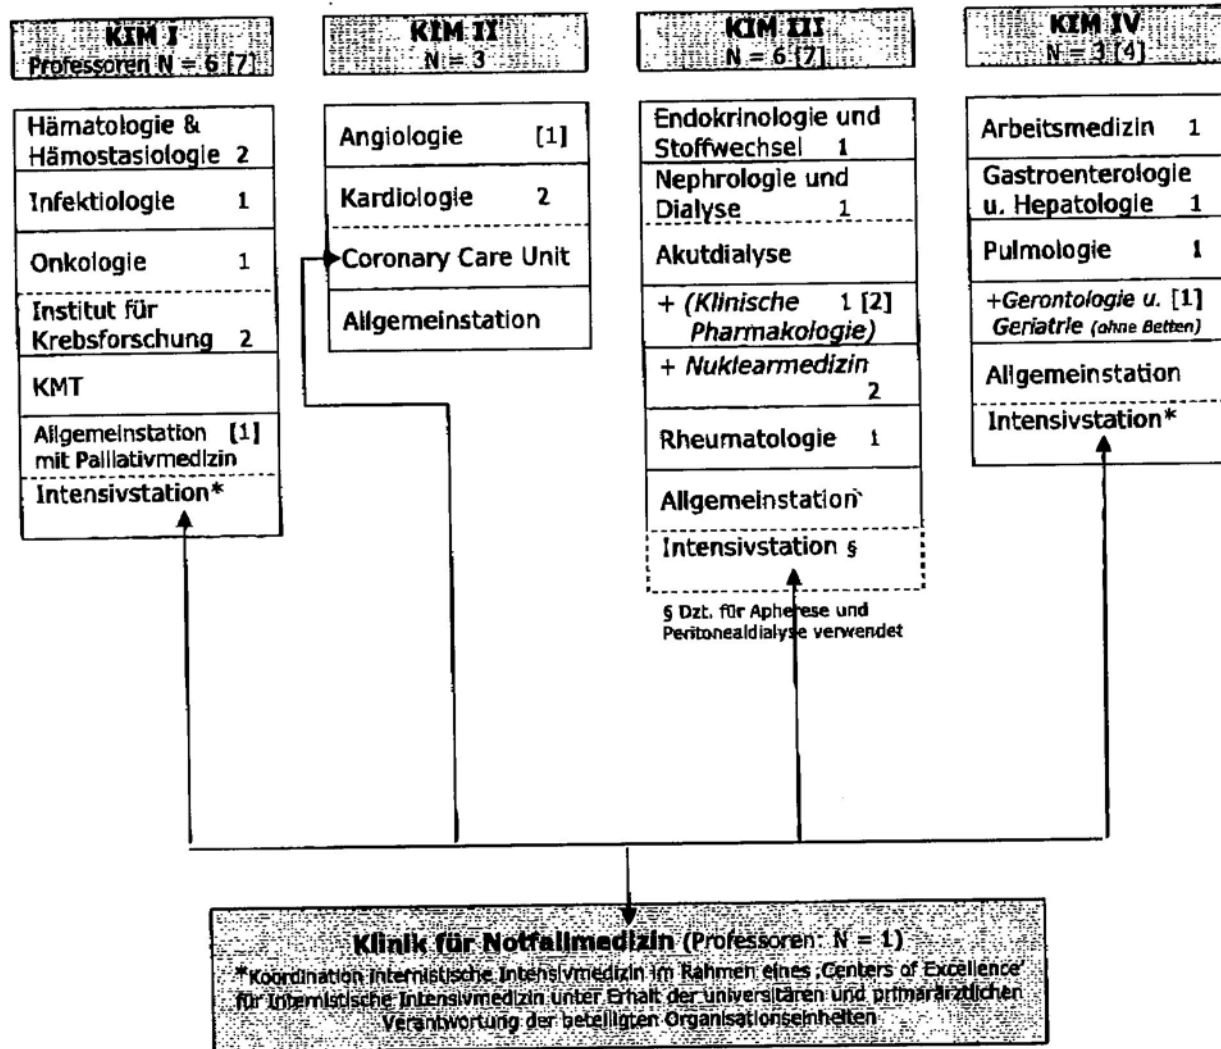 KIM I
Professoren N = 6 [7]
Hämatologie &
Hämostasiologie 2
Infektiologie 1
Onkologie 1
Institut für
Krebsforschung 2
KMT
Allgemeinstation [1]
mit Palliativmedizin
Intensivstation*
KIM II
N = 3
Angiologie [1]
Kardiologie 2
Coronary Care Unit
Allgemeinstation
KIM III
N = 6 [7]
Endokrinologie und
Stoffwechsel 1
Nephrologie und
Dialyse 1
Akutdialyse
+ (Klinische 1 [2]
Pharmakologie)
+ Nuklearmedizin
2
Rheumatologie 1
Allgemeinstation
Intensivstation §
§ Dzt. für Apherese und
Peritonealdialyse verwendet
KIM IV
N = 3 [4]
Arbeitsmedizin 1
Gastroenterologie
u. Hepatologie 1
Pulmologie 1
+Gerontologie u. [1]
Geriatrie (ohne Betten)
Allgemeinstation
Intensivstation*
Klinik für Notfallmedizin (Professoren: N = 1)
*Koordination internistische Intensivmedizin im Rahmen eines ‚Centers of Excellence'
für Internistische Intensivmedizin unter Erhalt der universitären und primarärztlichen
Verantwortung der beteiligten Organisationseinheiten